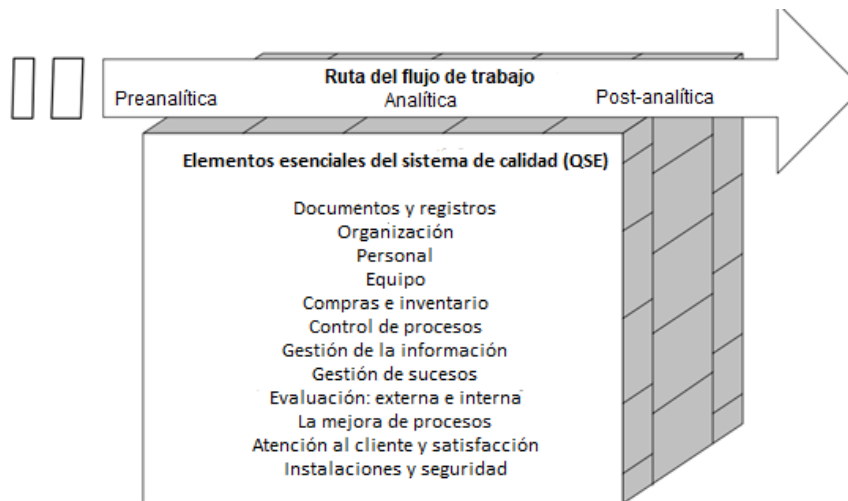 Ruta del flujo de trabajo
Preanalítica Analítica Post-analítica
Elementos esenciales del sistema de calidad (QSE)
Documentos y registros
Organización
Personal
Equipo
Compras e inventario
Control de procesos
Gestión de la información
Gestión de sucesos
Evaluación: externa e interna
La mejora de procesos
Atención al cliente y satisfacción
Instalaciones y seguridad